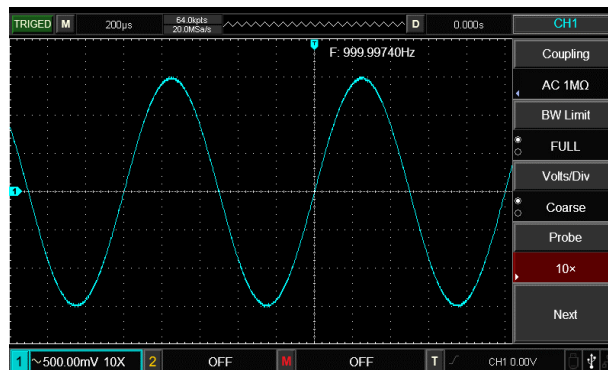 TRIGED M 200μs 64.0kpts D 0.000s CH1
20.0MSa/s
T
F: 999.99740Hz
Coupling
AC 1MΩ
BW Limit
FULL
Volts/Div
Coarse
Probe
10×
Next
1
1 ~500.00mV 10X 2 OFF M OFF T CH1 0.00V